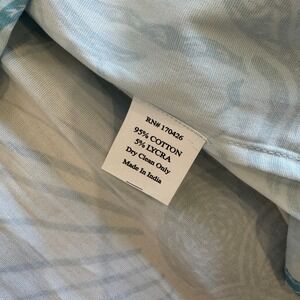 RN# 170426
95% COTTON
5% LYCRA
Dry Clean Only
Made In India